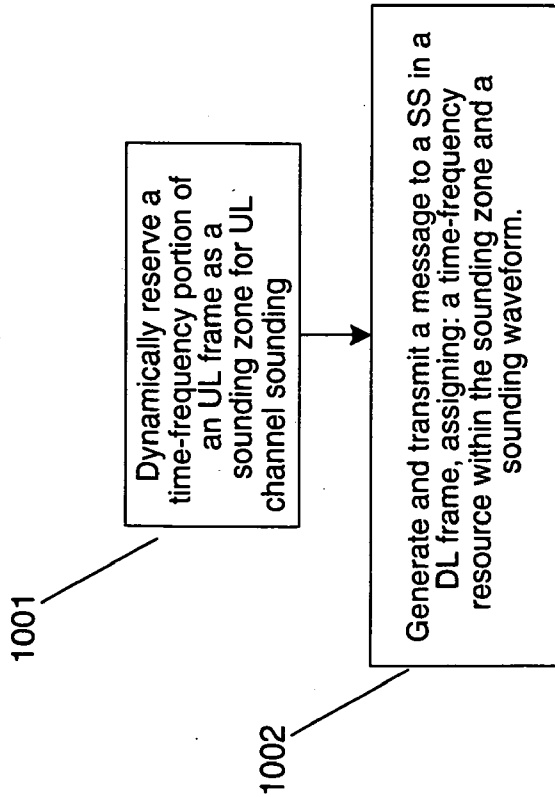 1001
Dynamically reserve a
time-frequency portion of
an UL frame as a
sounding zone for UL
channel sounding
1002
Generate and transmit a message to a SS in a
DL frame, assigning: a time-frequency
resource within the sounding zone and a
sounding waveform.